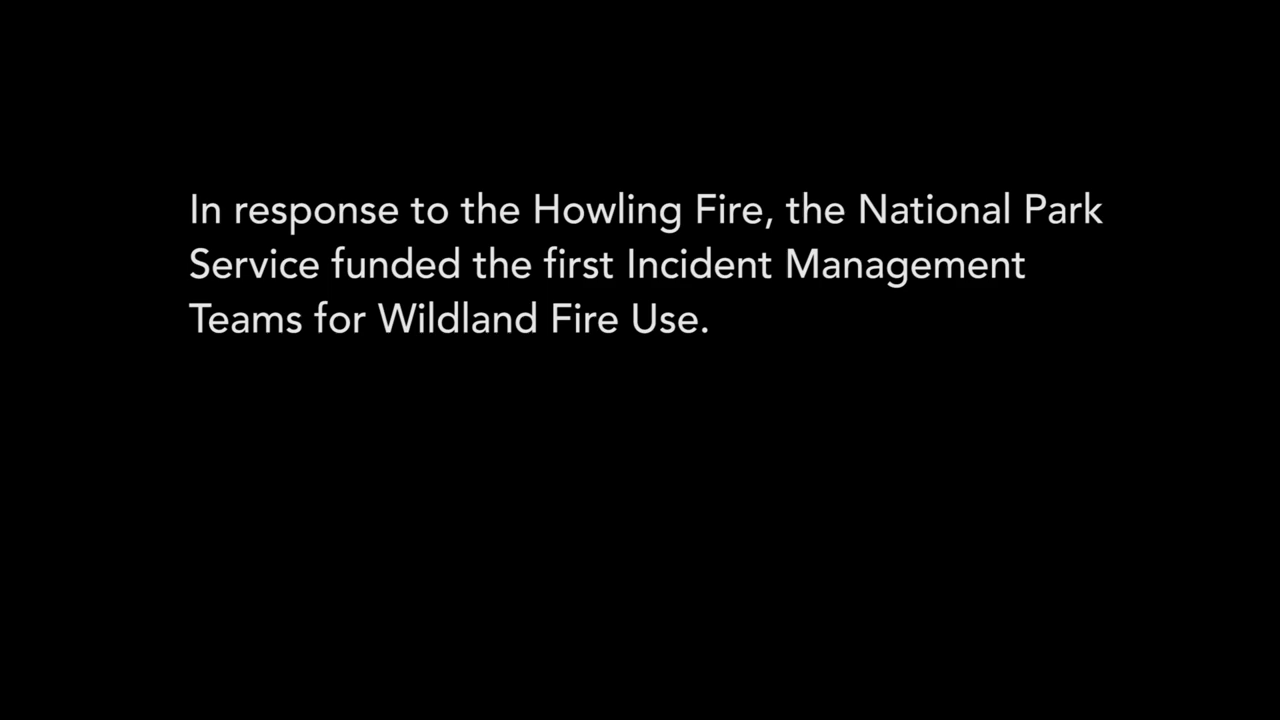 In response to the Howling Fire, the National Park
Service funded the first Incident Management
Teams for Wildland Fire Use.